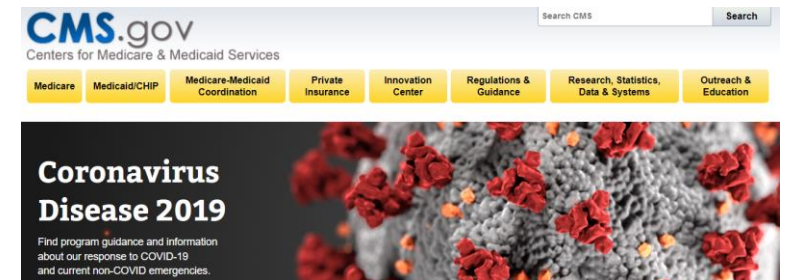 CMS.gov
Centers for Medicare & Medicaid Services
Search CMS
Search
Medicare
Medicaid/CHIP
Medicare-Medicaid
Coordination
Private
Insurance
Innovation
Center
Regulations &
Guidance
Research, Statistics,
Data & Systems
Outreach &
Education
Coronavirus
Disease 2019
Find program guidance and information
about our response to COVID-19
and current non-COVID emergencies.